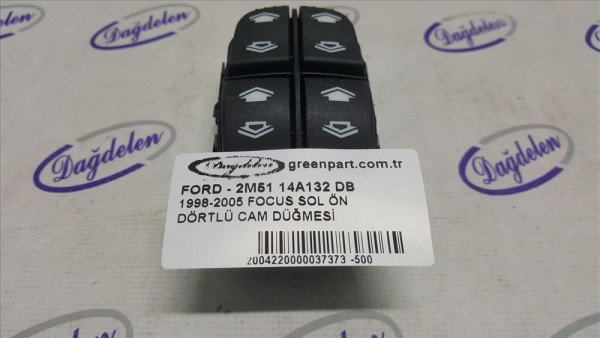 Dağdelen
Dağdelen
Dağdelen
Dağdelen
greenpart.com.tr
FORD - 2M51 14A132 DB
1998-2005 FOCUS SOL ÖN
DÖRTLÜ CAM DÜĞMESİ
2004220000037373 -500
Dağdelen
Dağdelen